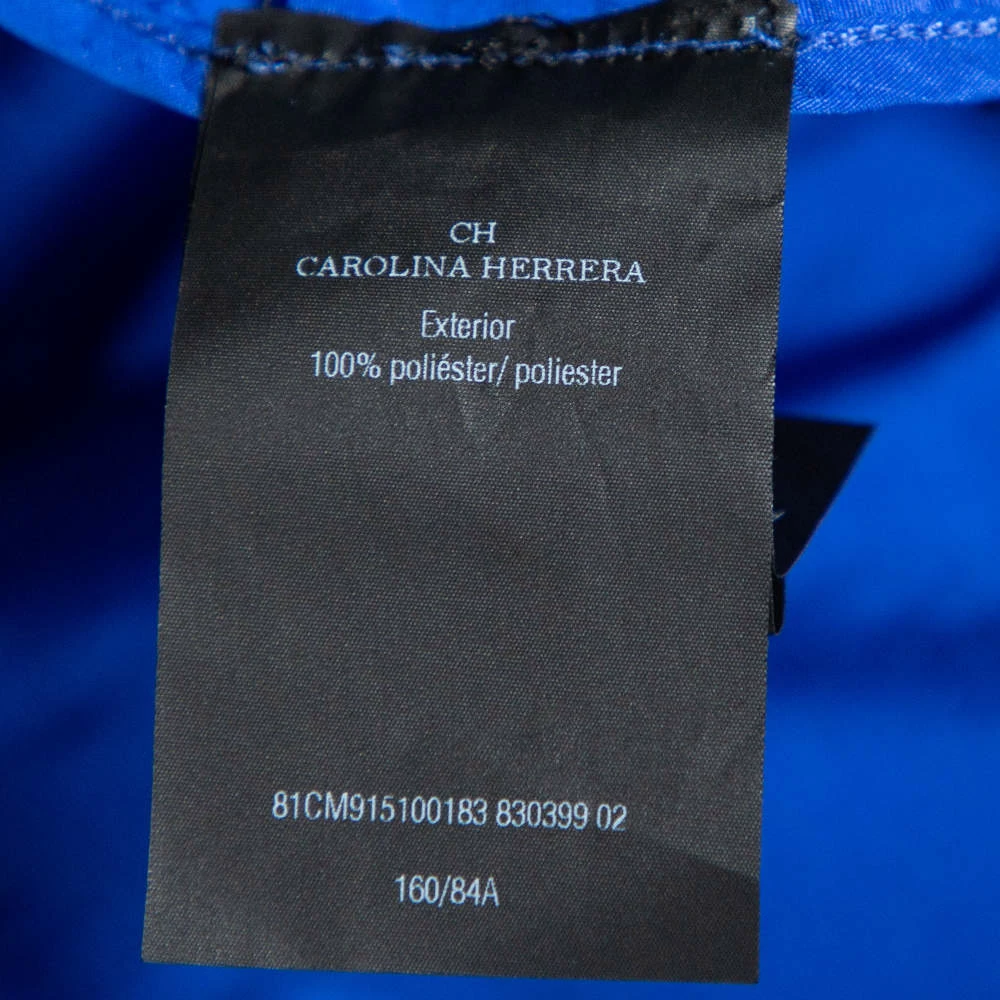 CH
CAROLINA HERRERA
Exterior
100% poliéster/ poliester
81CM915100183 830399 02
160/84A